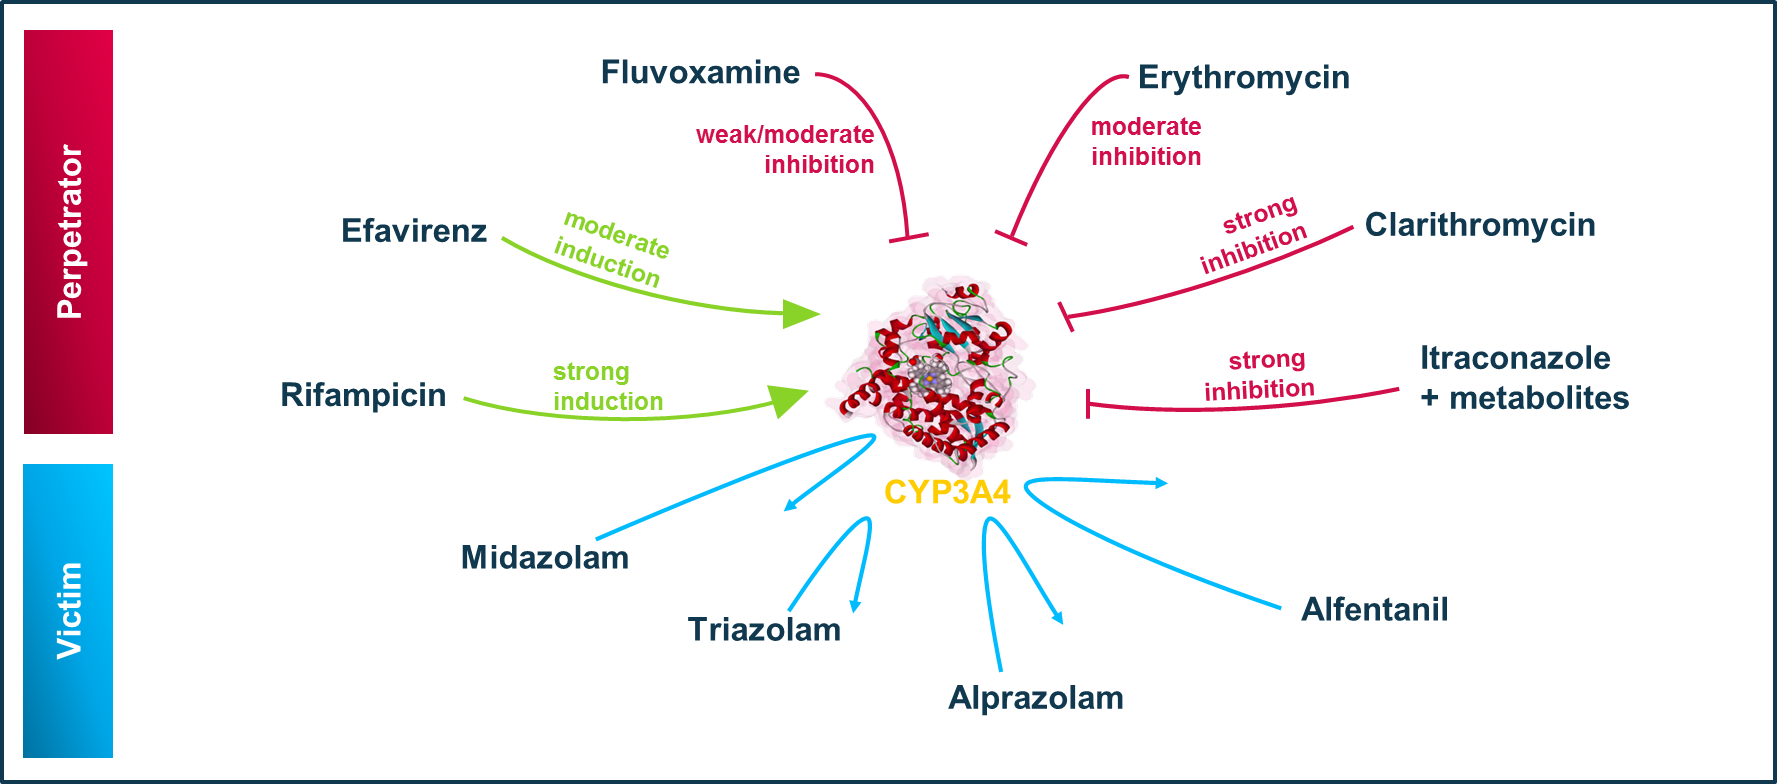 Perpetrator
Fluvoxamine
weak/moderate
inhibition
Erythromycin
moderate
inhibition
Efavirenz
moderate
induction
strong
inhibition
Clarithromycin
Rifampicin
strong
induction
strong
inhibition
Itraconazole
+ metabolites
CYP3A4
Victim
Midazolam
Triazolam
Alprazolam
Alfentanil